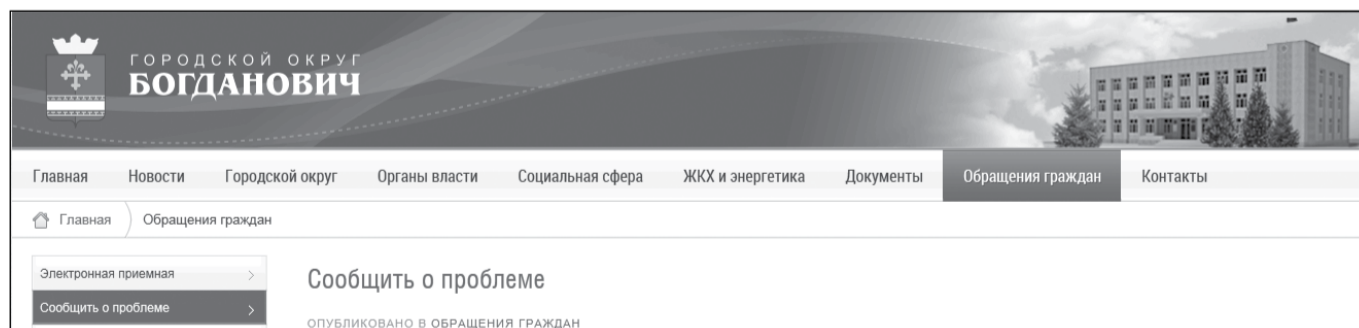 ГОРОДСКОЙ ОКРУГ
БОГДАНОВИЧ
Главная Новости Городской округ Органы власти Социальная сфера ЖКХ и энергетика Документы Обращения граждан Контакты
Главная Обращения граждан
Электронная приемная
Сообщить о проблеме
Сообщить о проблеме
ОПУБЛИКОВАНО В ОБРАЩЕНИЯ ГРАЖДАН